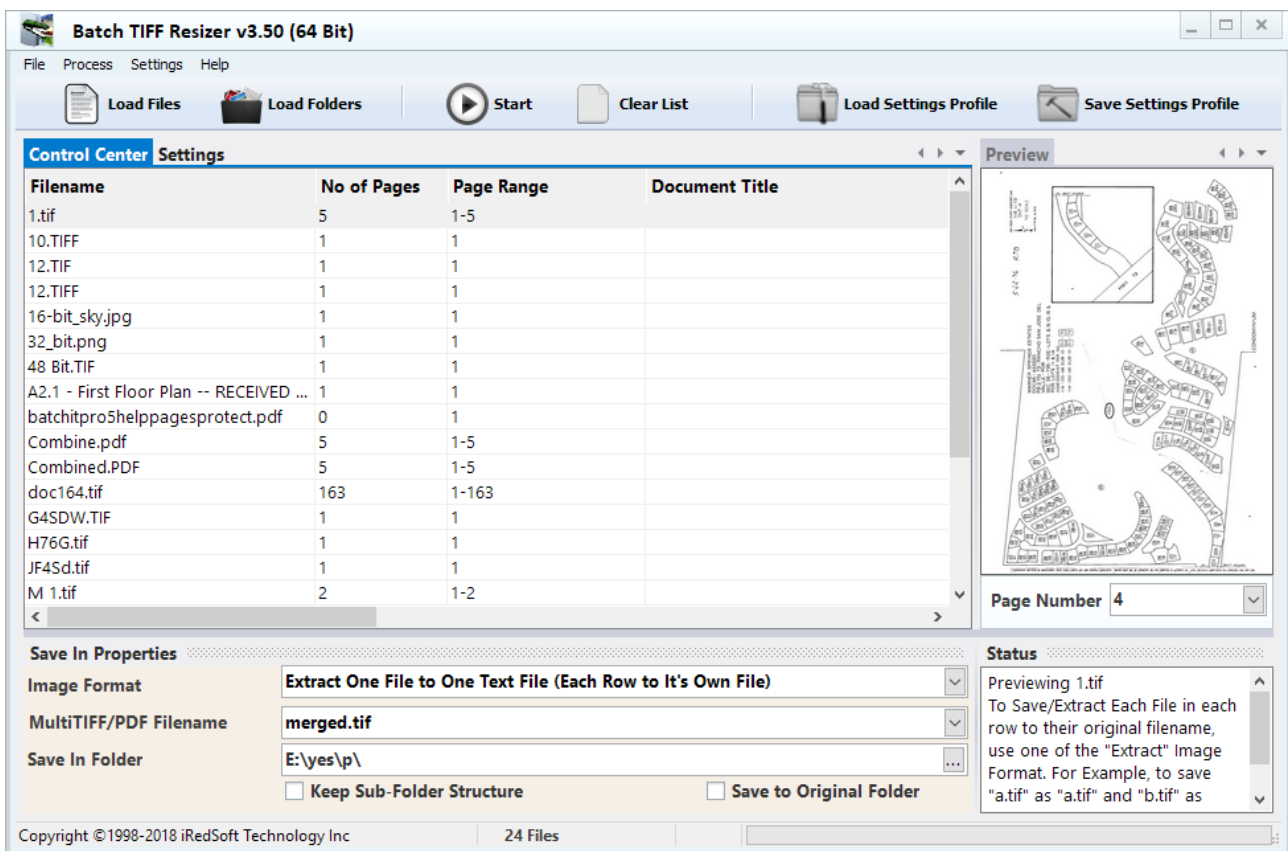 Batch TIFF Resizer v3.50 (64 Bit)
File Process Settings Help
Load Files Load Folders Start Clear List Load Settings Profile Save Settings Profile
Control Center Settings Preview
Filename No of Pages Page Range Document Title
1.tif 5 1-5
10.TIFF 1 1
12.TIF 1 1
12.TIFF 1 1
16-bit_sky.jpg 1 1
32_bit.png 1 1
48 Bit.TIF 1 1
A2.1 - First Floor Plan -- RECEIVED ... 1 1
batchitpro5helppagesprotect.pdf 0 1
Combine.pdf 5 1-5
Combined.PDF 5 1-5
doc164.tif 163 1-163
G4SDW.TIF 1 1
H76G.tif 1 1
JF4Sd.tif 1 1
M 1.tif 2 1-2
Page Number 4
Save In Properties
Image Format Extract One File to One Text File (Each Row to It's Own File)
MultiTIFF/PDF Filename merged.tif
Save In Folder E:\yes\p\ ...
Keep Sub-Folder Structure Save to Original Folder
Status
Previewing 1.tif
To Save/Extract Each File in each
row to their original filename,
use one of the "Extract" Image
Format. For Example, to save
"a.tif" as "a.tif" and "b.tif" as
Copyright ©1998-2018 iRedSoft Technology Inc 24 Files